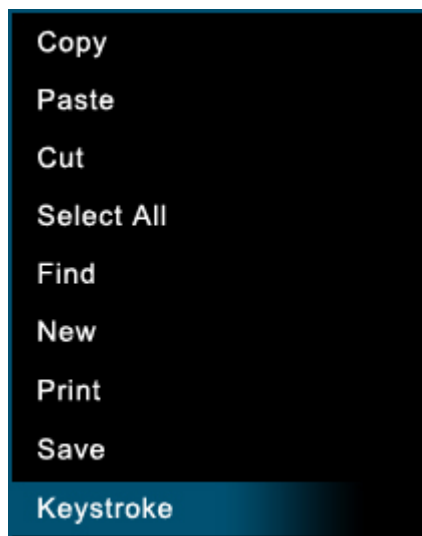 Copy
Paste
Cut
Select All
Find
New
Print
Save
Keystroke